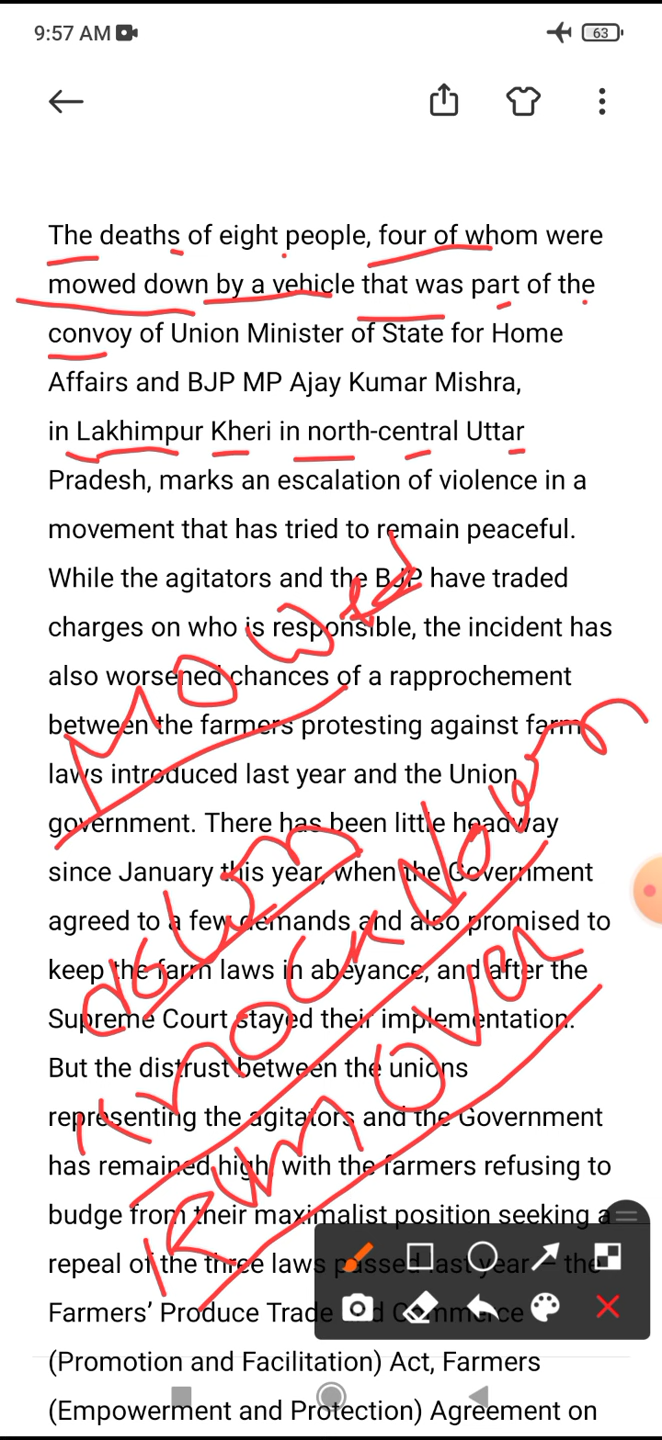 9:57 AM
63
The deaths of eight people, four of whom were
mowed down by a vehicle that was part of the
convoy of Union Minister of State for Home
Affairs and BJP MP Ajay Kumar Mishra,
in Lakhimpur Kheri in north-central Uttar
Pradesh, marks an escalation of violence in a
movement that has tried to remain peaceful.
While the agitators and the BJP have traded
charges on who is responsible, the incident has
also worsened chances of a rapprochement
between the farmers protesting against farm
laws introduced last year and the Union
government. There has been little headway
since January this year, when the Government
agreed to a few demands and also promised to
keep the farm laws in abeyance, and after the
Supreme Court stayed their implementation.
But the distrust between the unions
representing the agitators and the Government
has remained high, with the farmers refusing to
budge from their maximalist position seeking a
repeal of the three laws passed last year – the
Farmers’ Produce Trade and Commerce
(Promotion and Facilitation) Act, Farmers
(Empowerment and Protection) Agreement on
Mowed
down
Knock
Run over